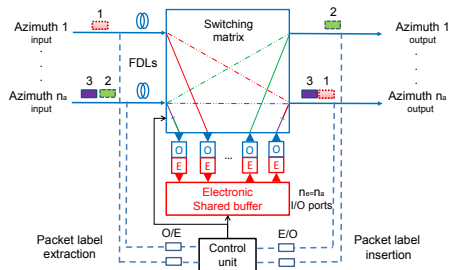 Azimuth 1
input
1
FDLs
Switching
matrix
2
Azimuth 1
output
.
.
.
.
.
.
3 2
Azimuth na
input
3 1
Azimuth na
output
O O ... O O
E E E E
Electronic
Shared buffer
ne=na
I/O ports
Packet label
extraction
O/E
Control
unit
E/O
Packet label
insertion